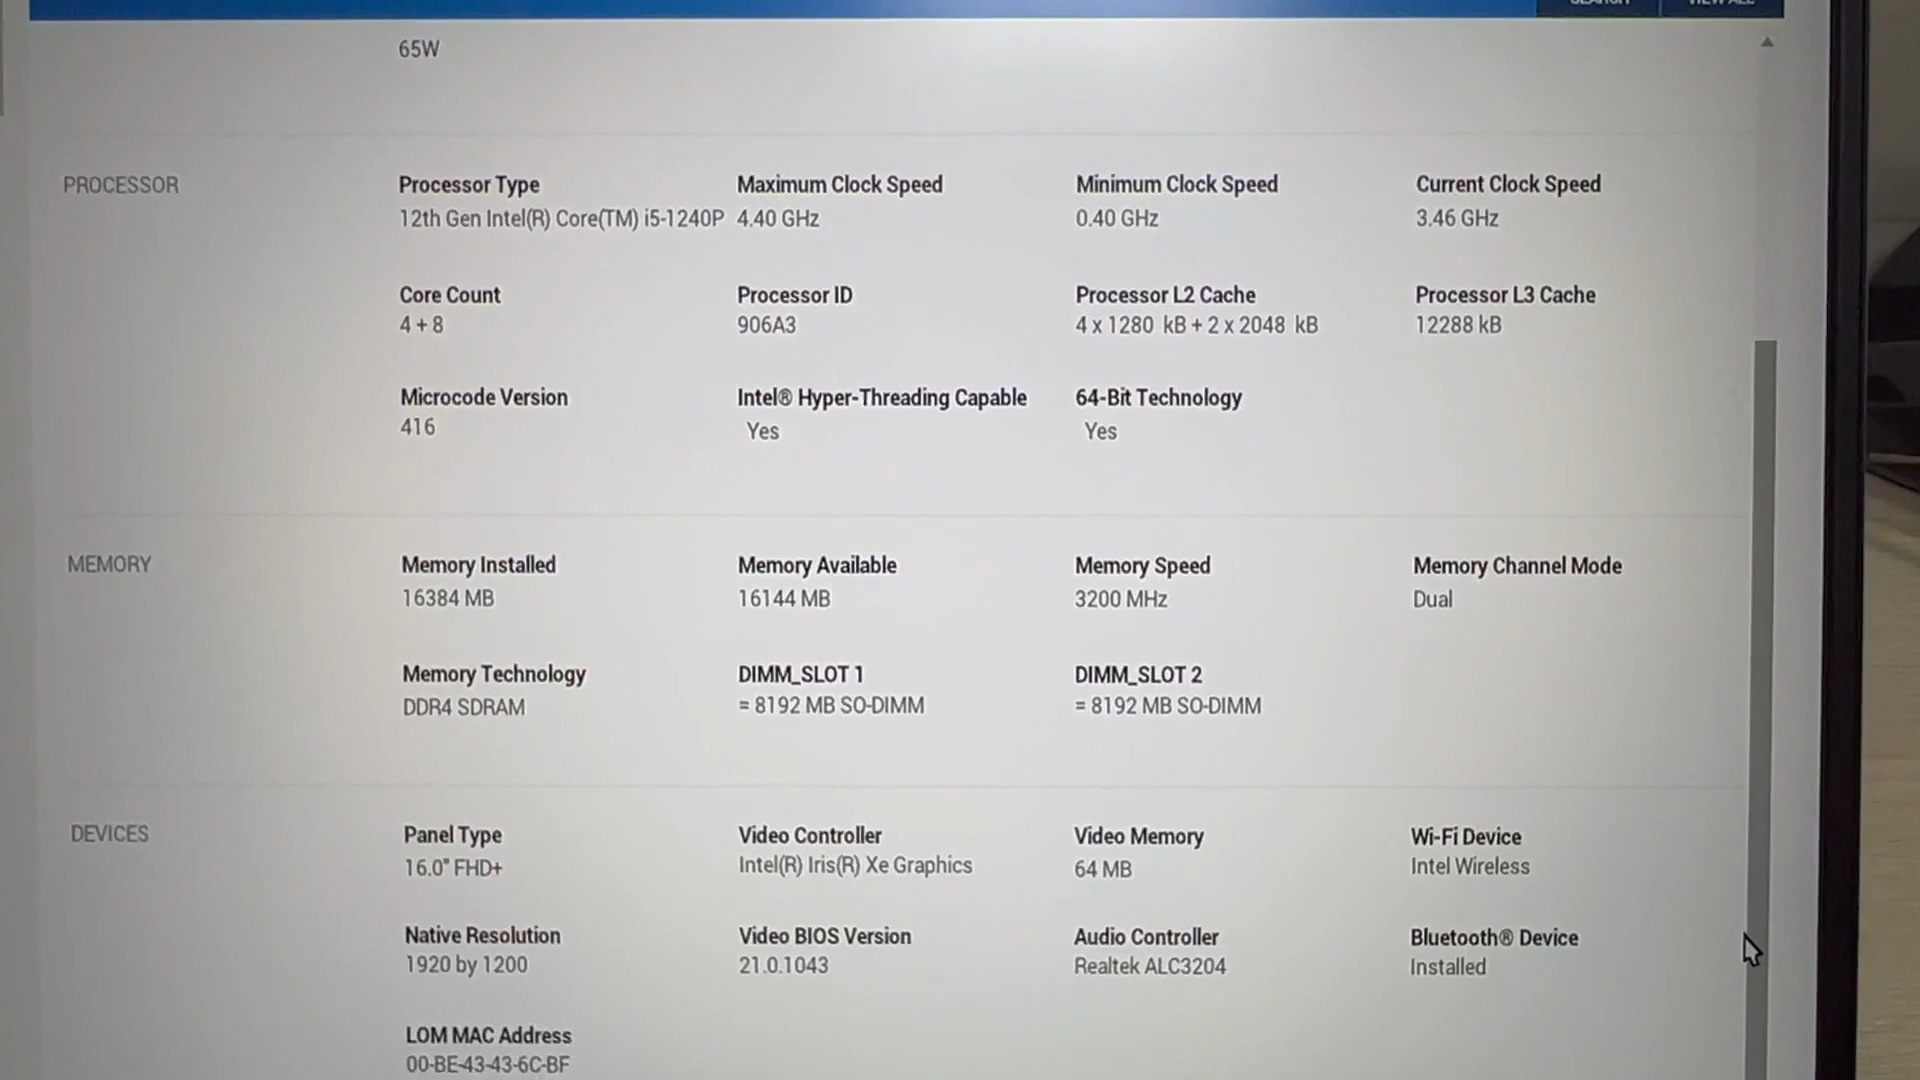 65W
PROCESSOR
Processor Type Maximum Clock Speed Minimum Clock Speed Current Clock Speed
12th Gen Intel(R) Core(TM) i5-1240P 4.40 GHz 0.40 GHz 3.46 GHz
Core Count Processor ID Processor L2 Cache Processor L3 Cache
4 + 8 906A3 4 x 1280 kB + 2 x 2048 kB 12288 kB
Microcode Version Intel® Hyper-Threading Capable 64-Bit Technology
416 Yes Yes
MEMORY
Memory Installed Memory Available Memory Speed Memory Channel Mode
16384 MB 16144 MB 3200 MHz Dual
Memory Technology DIMM_SLOT 1 DIMM_SLOT 2
DDR4 SDRAM = 8192 MB SO-DIMM = 8192 MB SO-DIMM
DEVICES
Panel Type Video Controller Video Memory Wi-Fi Device
16.0" FHD+ Intel(R) Iris(R) Xe Graphics 64 MB Intel Wireless
Native Resolution Video BIOS Version Audio Controller Bluetooth® Device
1920 by 1200 21.0.1043 Realtek ALC3204 Installed
LOM MAC Address
00-BE-43-43-6C-BF